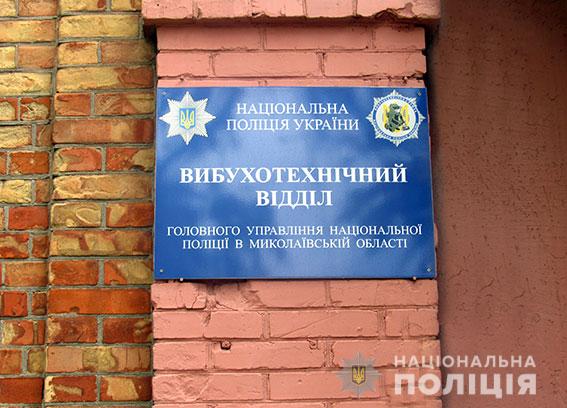 НАЦІОНАЛЬНА
ПОЛІЦІЯ УКРАЇНИ
ВИБУХОТЕХНІЧНИЙ
ВІДДІЛ
ГОЛОВНОГО УПРАВЛІННЯ НАЦІОНАЛЬНОЇ
ПОЛІЦІЇ В МИКОЛАЇВСЬКІЙ ОБЛАСТІ
НАЦІОНАЛЬНА
ПОЛІЦІЯ